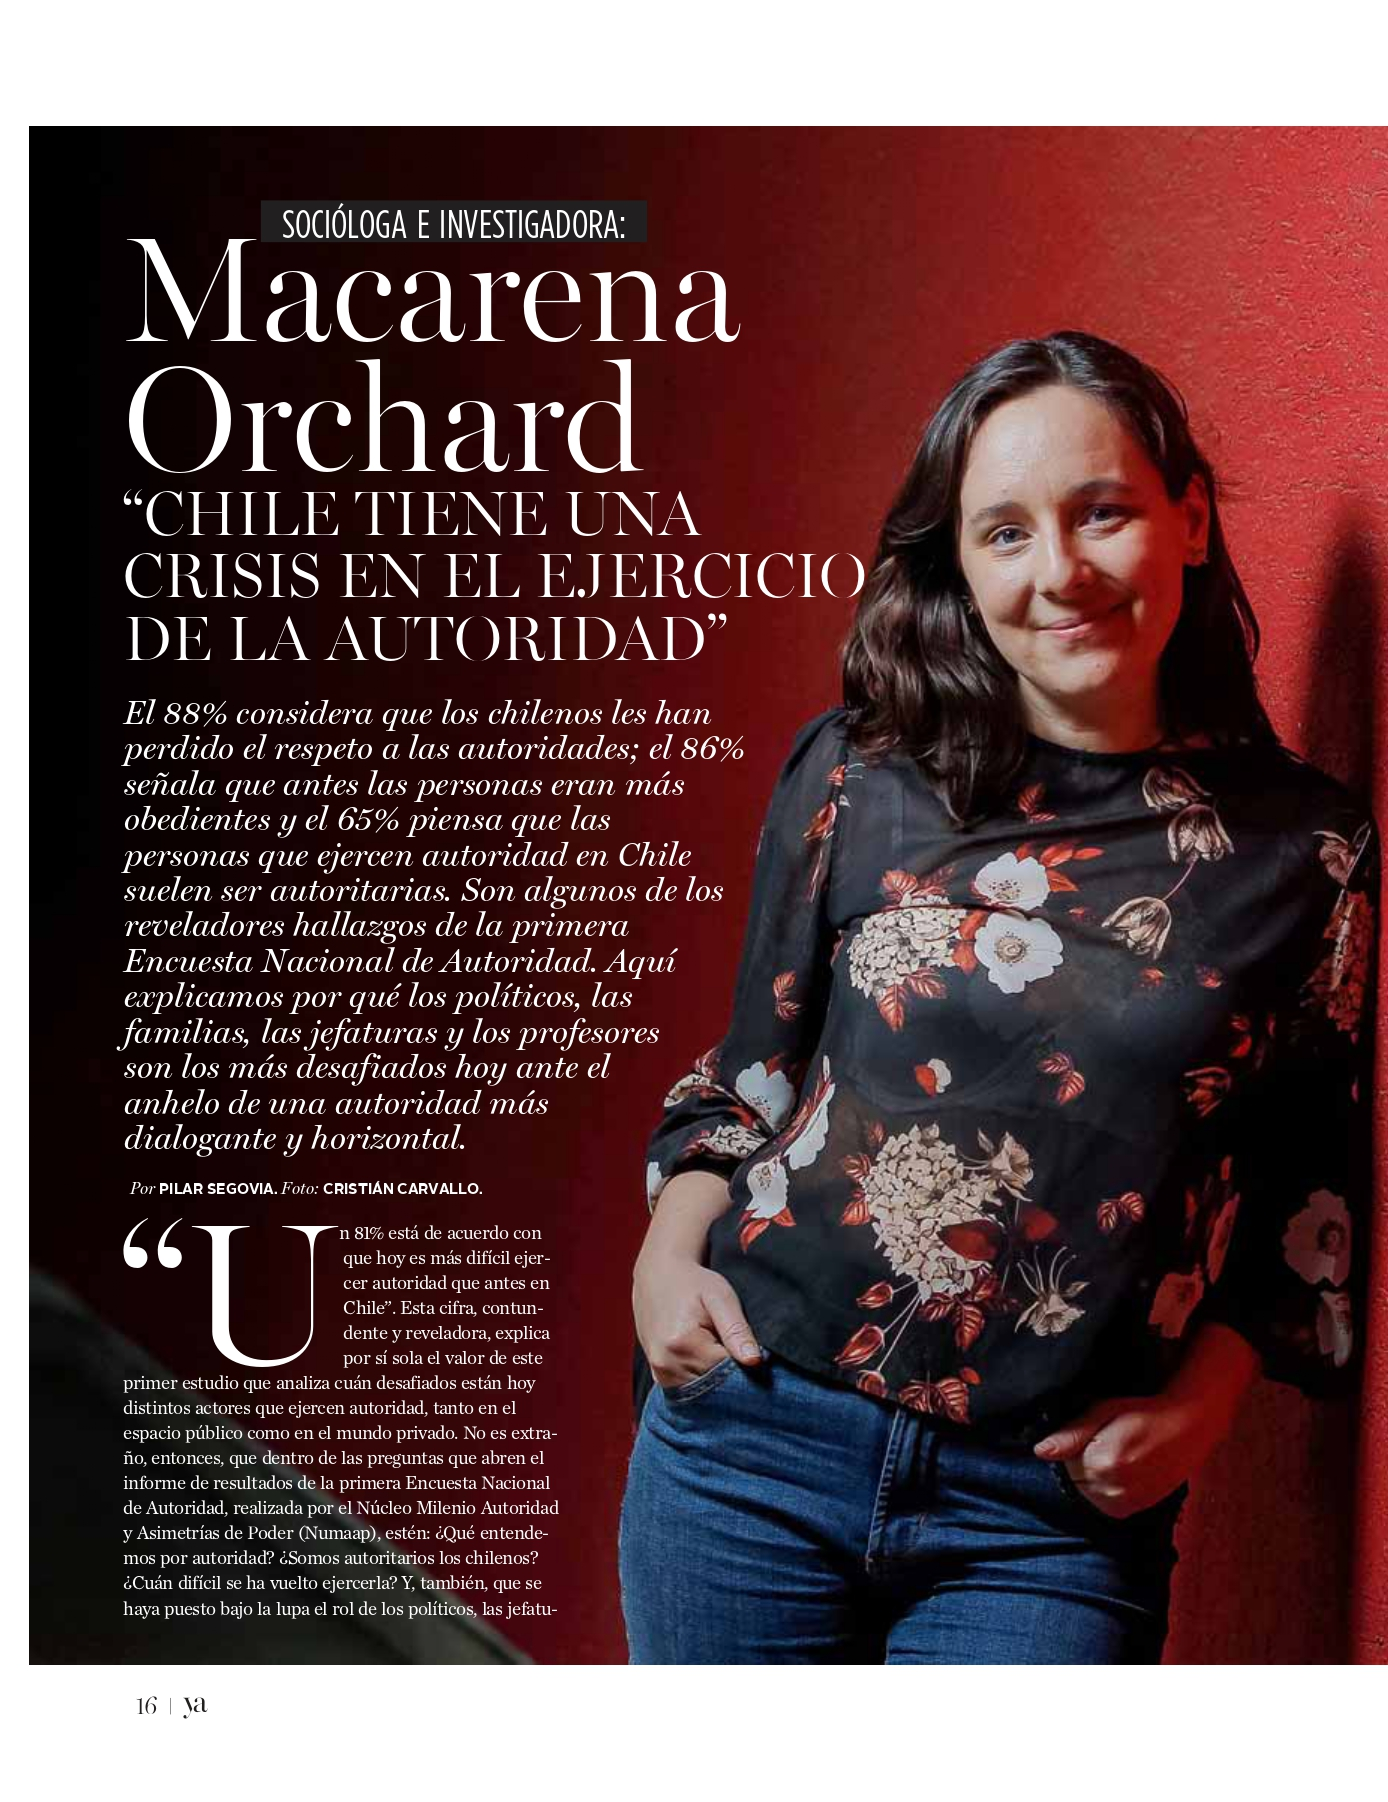 SOCIÓLOGA E INVESTIGADORA:
Macarena
Orchard
“CHILE TIENE UNA
CRISIS EN EL EJERCICIO
DE LA AUTORIDAD”
El 88% considera que los chilenos les han
perdido el respeto a las autoridades; el 86%
señala que antes las personas eran más
obedientes y el 65% piensa que las
personas que ejercen autoridad en Chile
suelen ser autoritarias. Son algunos de los
reveladores hallazgos de la primera
Encuesta Nacional de Autoridad. Aquí
explicamos por qué los políticos, las
familias, las jefaturas y los profesores
son los más desafiados hoy ante el
anhelo de una autoridad más
dialogante y horizontal.
Por PILAR SEGOVIA. Foto: CRISTIÁN CARVALLO.
“Un 81% está de acuerdo con
que hoy es más difícil ejer-
cer autoridad que antes en
Chile”. Esta cifra, contun-
dente y reveladora, explica
por sí sola el valor de este
primer estudio que analiza cuán desafiados están hoy
distintos actores que ejercen autoridad, tanto en el
espacio público como en el mundo privado. No es extra-
ño, entonces, que dentro de las preguntas que abren el
informe de resultados de la primera Encuesta Nacional
de Autoridad, realizada por el Núcleo Milenio Autoridad
y Asimetrías de Poder (Numaap), estén: ¿Qué entende-
mos por autoridad? ¿Somos autoritarios los chilenos?
¿Cuán difícil se ha vuelto ejercerla? Y, también, que se
haya puesto bajo la lupa el rol de los políticos, las jefatu-
16 | ya